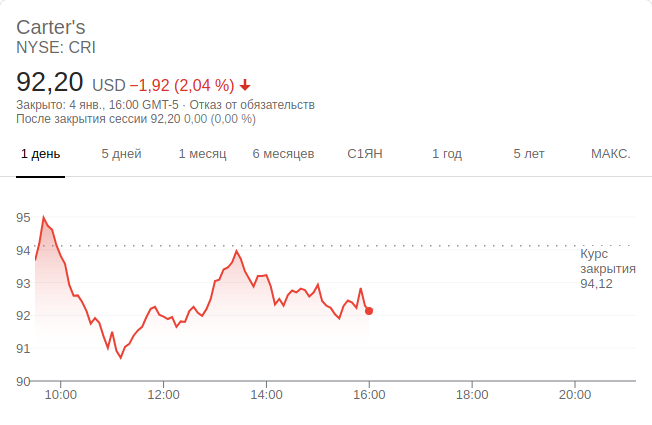 Carter's
NYSE: CRI
92,20 USD −1,92 (2,04 %)
Закрыто: 4 янв., 16:00 GMT-5 · Отказ от обязательств
После закрытия сессии 92,20 0,00 (0,00 %)
1 день 5 дней 1 месяц 6 месяцев С1ЯН 1 год 5 лет МАКС.
95
94
Курс
закрытия
94,12
93
92
91
90
10:00 12:00 14:00 16:00 18:00 20:00